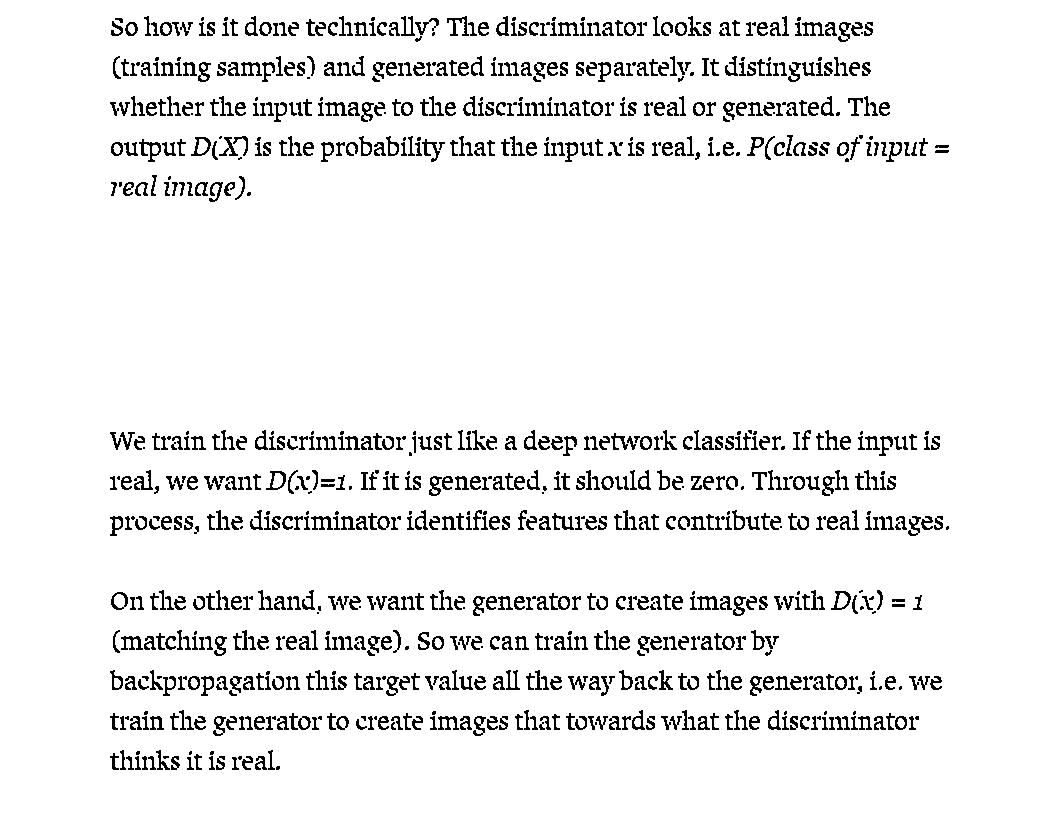 So how is it done technically? The discriminator looks at real images
(training samples) and generated images separately. It distinguishes
whether the input image to the discriminator is real or generated. The
output D(X) is the probability that the input x is real, i.e. P(class of input =
real image).
We train the discriminator just like a deep network classifier. If the input is
real, we want D(x)=1. If it is generated, it should be zero. Through this
process, the discriminator identifies features that contribute to real images.
On the other hand, we want the generator to create images with D(x) = 1
(matching the real image). So we can train the generator by
backpropagation this target value all the way back to the generator, i.e. we
train the generator to create images that towards what the discriminator
thinks it is real.